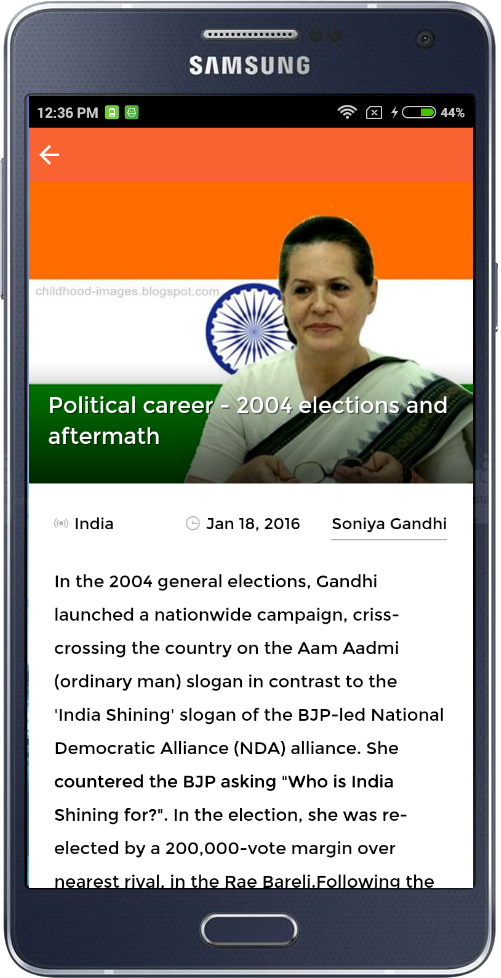 SAMSUNG
12:36 PM
44%
childhood-images.blogspot.com
Political career - 2004 elections and
aftermath
India
Jan 18, 2016
Soniya Gandhi
In the 2004 general elections, Gandhi
launched a nationwide campaign, criss-
crossing the country on the Aam Aadmi
(ordinary man) slogan in contrast to the
'India Shining' slogan of the BJP-led National
Democratic Alliance (NDA) alliance. She
countered the BJP asking "Who is India
Shining for?". In the election, she was re-
elected by a 200,000-vote margin over
nearest rival, in the Rae Bareli.Following the